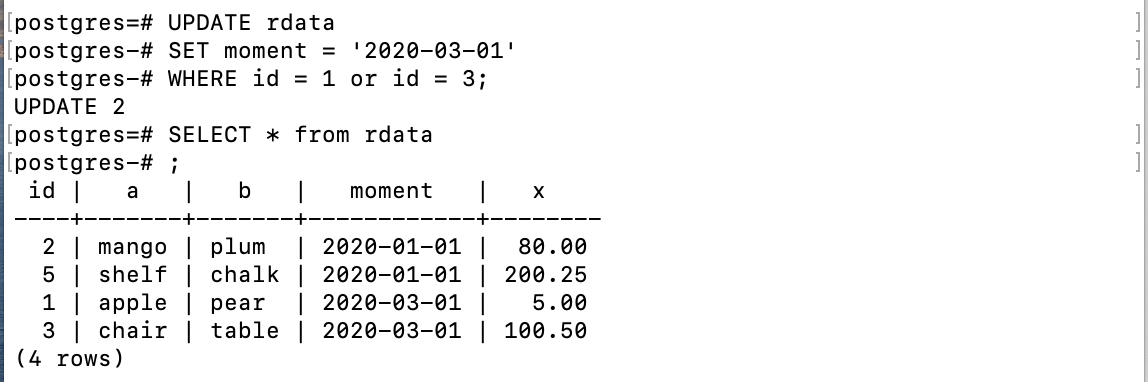 [postgres=# UPDATE rdata ]
[postgres-# SET moment = '2020-03-01' ]
[postgres-# WHERE id = 1 or id = 3; ]
UPDATE 2
[postgres=# SELECT * from rdata ]
[postgres-# ; ]
 id |   a   |   b   |   moment   |   x
----+-------+-------+------------+--------
  2 | mango | plum  | 2020-01-01 |  80.00
  5 | shelf | chalk | 2020-01-01 | 200.25
  1 | apple | pear  | 2020-03-01 |   5.00
  3 | chair | table | 2020-03-01 | 100.50
(4 rows)